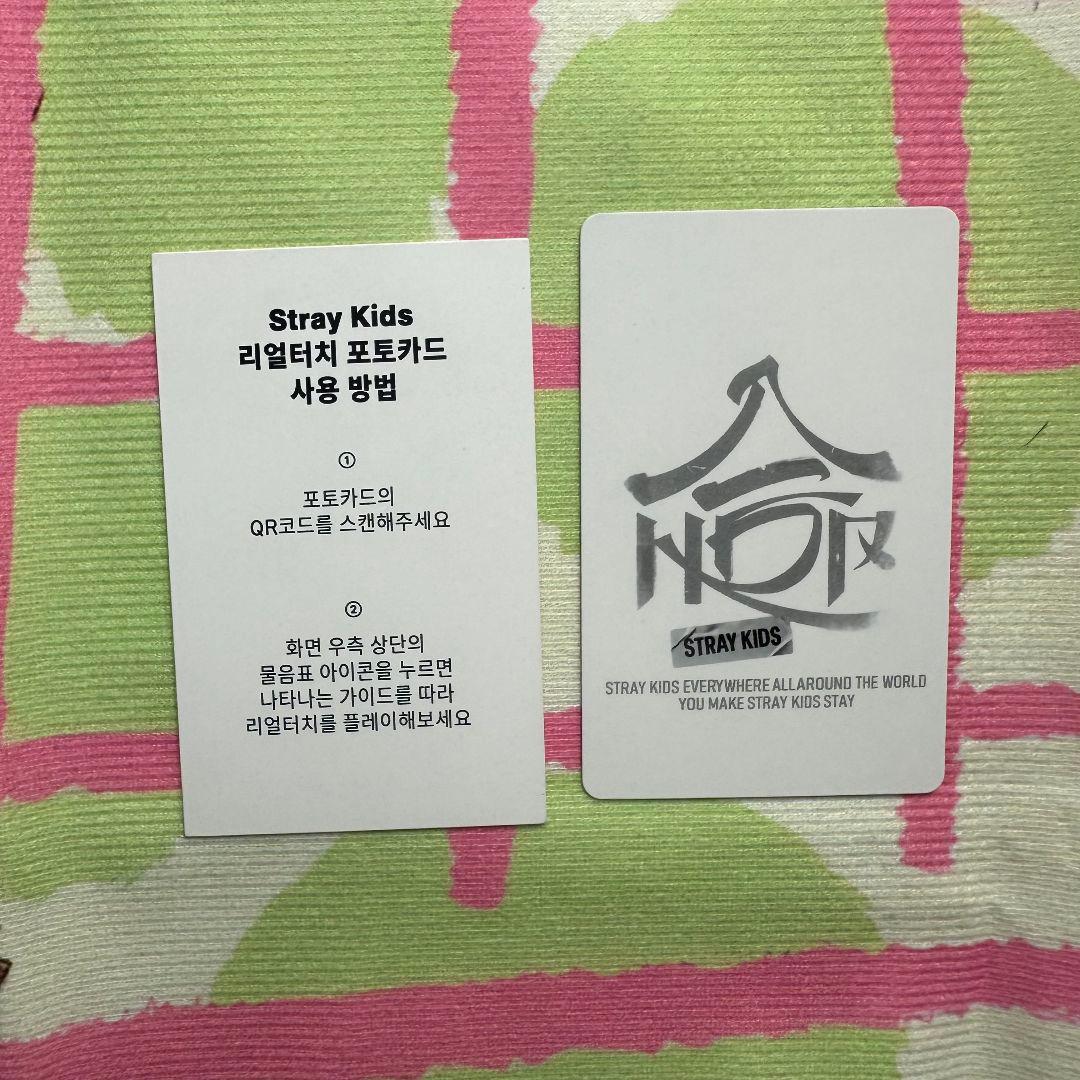 Stray Kids
리얼터치 포토카드
사용 방법
①
포토카드의
QR코드를 스캔해주세요
②
화면 우측 상단의
물음표 아이콘을 누르면
나타나는 가이드를 따라
리얼터치를 플레이해보세요
STRAY KIDS
STRAY KIDS EVERYWHERE ALL AROUND THE WORLD
YOU MAKE STRAY KIDS STAY